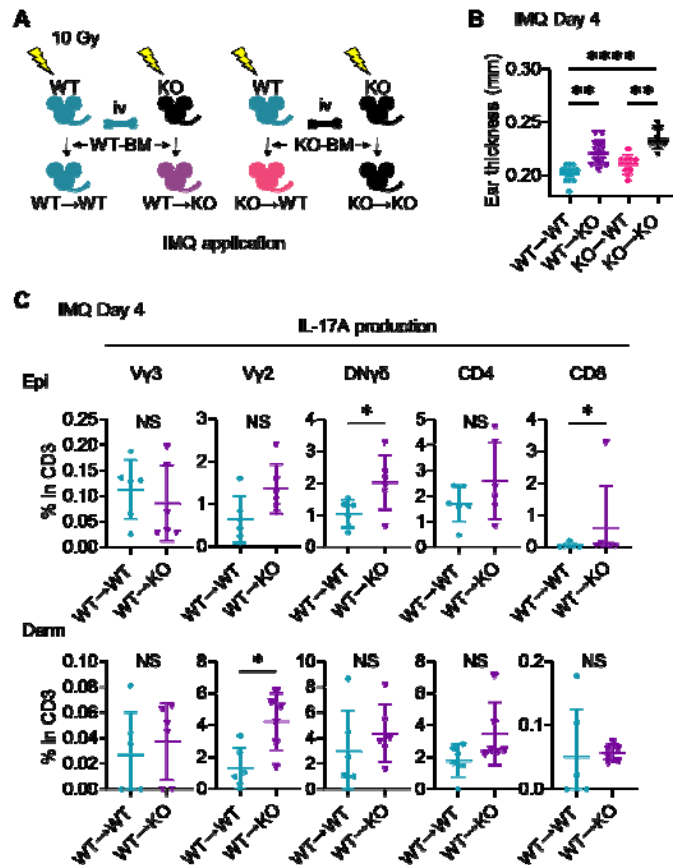 A
10 Gy
WT KO WT KO
iv iv
WT-BM KO-BM
WT→WT WT→KO KO→WT KO→KO
IMQ application
B IMQ Day 4
Ear thickness (mm)
****
** **
0.30
0.25
0.20
WT→WT WT→KO KO→WT KO→KO
C IMQ Day 4
IL-17A production
Epi Vγ3 Vγ2 DNγδ CD4 CD8
% in CD3
NS NS * NS *
0.25 0.20 0.15 0.10 0.05 0.00
3 2 1 0
4 3 2 1 0
5 4 3 2 1 0
4 3 2 1 0
WT→WT WT→KO WT→WT WT→KO WT→WT WT→KO WT→WT WT→KO WT→WT WT→KO
Derm
% in CD3
NS * NS NS NS
0.10 0.08 0.06 0.04 0.02 0.00
8 6 4 2 0
10 8 6 4 2 0
8 6 4 2 0
0.2 0.1 0.0
WT→WT WT→KO WT→WT WT→KO WT→WT WT→KO WT→WT WT→KO WT→WT WT→KO